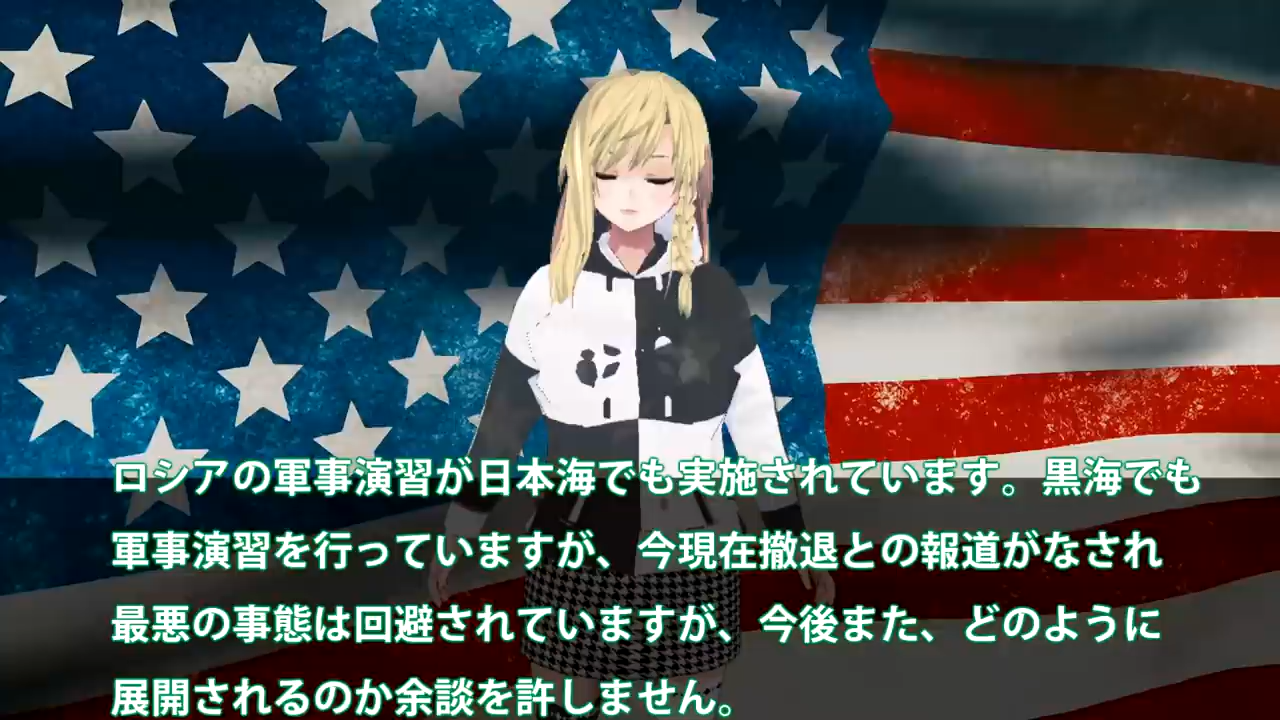 ロシアの軍事演習が日本海でも実施されています。黒海でも
軍事演習を行っていますが、今現在撤退との報道がなされ
最悪の事態は回避されていますが、今後また、どのように
展開されるのか余談を許しません。